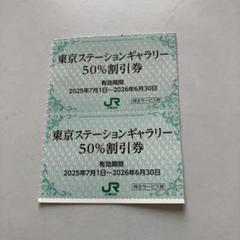 東京ステーションギャラリー
50%割引券
有効期間
2025年7月1日～2026年6月30日
JR
株主サービス券
東京ステーションギャラリー
50%割引券
有効期間
2025年7月1日～2026年6月30日
JR
株主サービス券